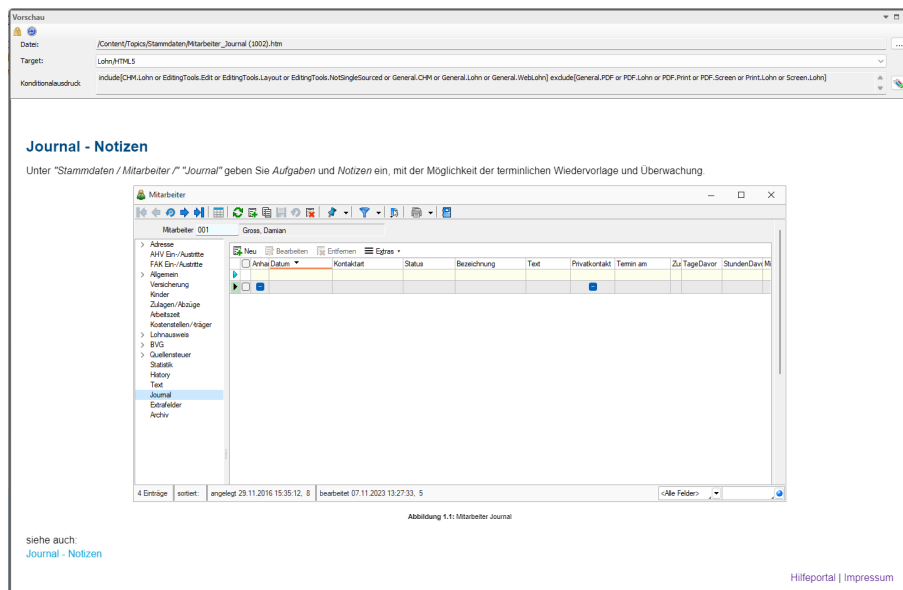 Vorschau
Datei: /Content/Topics/Stammdaten/Mitarbeiter_Journal (1002).htm
Target: Lohn/HTML5
Konditionalausdruck include[CHM.Lohn or EditingTools.Edit or EditingTools.Layout or EditingTools.NotSingleSourced or General.CHM or General.Lohn or General.WebLohn] exclude[General.PDF or PDF.Lohn or PDF.Print or PDF.Screen or Print.Lohn or Screen.Lohn]
Journal - Notizen
Unter "Stammdaten / Mitarbeiter /" "Journal" geben Sie Aufgaben und Notizen ein, mit der Möglichkeit der terminlichen Wiedervorlage und Überwachung.
Mitarbeiter
Mitarbeiter 001 Gross, Damian
Adresse
AHV Ein-/Austritte
FAK Ein-/Austritte
Allgemein
Versicherung
Kinder
Zulagen/Abzüge
Arbeitszeit
Kostenstellen/-träger
Lohnausweis
BVG
Quellensteuer
Statistik
History
Text
Journal
Extrafelder
Archiv
Neu Bearbeiten Entfernen Extras
Anha Datum Kontaktart Status Bezeichnung Text Privatkontakt Termin am Zu TageDavor StundenDav Mi
4 Einträge sortiert: angelegt 29.11.2016 15:35:12, 8 bearbeitet 07.11.2023 13:27:33, 5 <Alle Felder>
Abbildung 1.1: Mitarbeiter Journal
siehe auch:
Journal - Notizen
Hilfeportal | Impressum